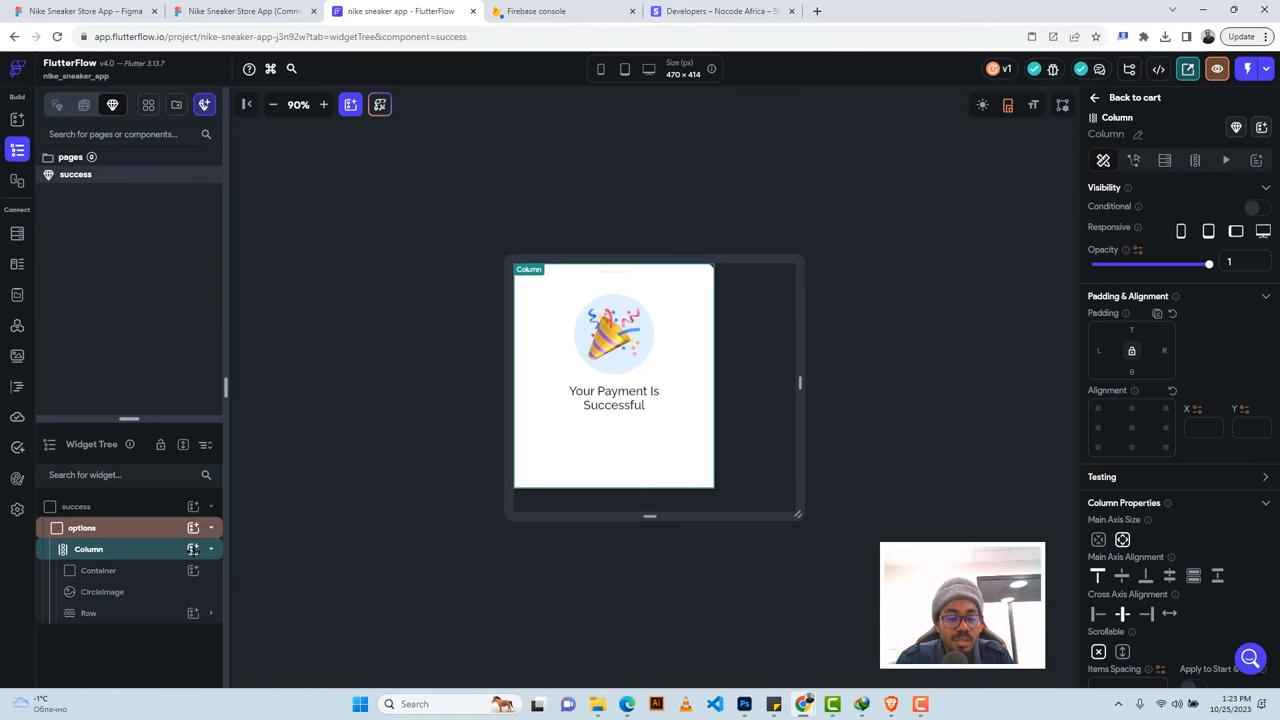 Nike Sneaker Store App - Figma
Nike Sneaker Store App (Comm
nike sneaker app - FlutterFlow
Firebase console
Developers – Nocode Africa – S
app.flutterflow.io/project/nike-sneaker-app-j3n92w?tab=widgetTree&component=success
Update
FlutterFlow v4.0 - Flutter 3.13.7
nike_sneaker_app
Size (px)
470 × 414
v1
Build
90%
Back to cart
Column
Column
Search for pages or components...
pages 0
success
Visibility
Conditional
Connect
Responsive
Opacity
1
Column
Padding & Alignment
Padding
T
L
R
B
Your Payment Is
Successful
Alignment
X
Y
Widget Tree
Search for widget...
Testing
success
Column Properties
options
Main Axis Size
Column
Main Axis Alignment
Container
CircleImage
Cross Axis Alignment
Row
Scrollable
Items Spacing
Apply to Start &
-1°C
Облачно
Search
1:23 PM
10/25/2023